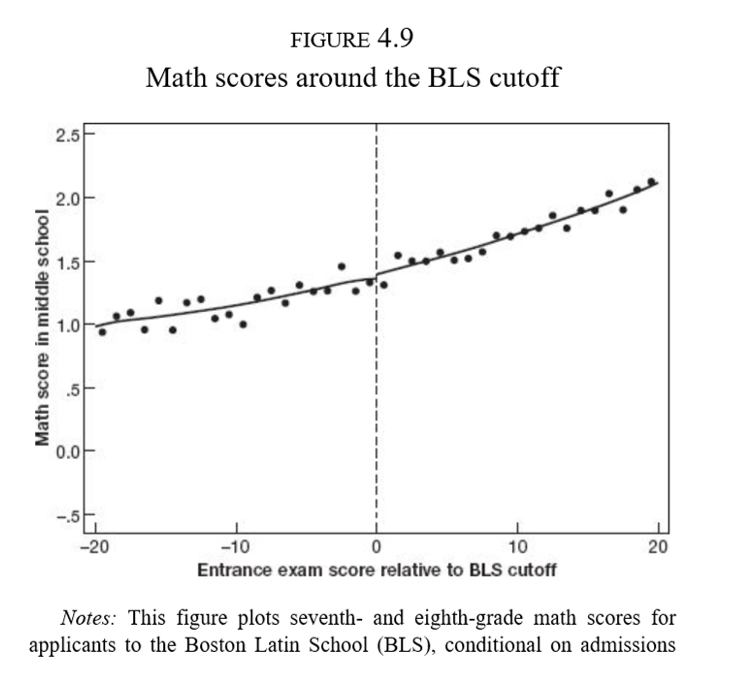 FIGURE 4.9
Math scores around the BLS cutoff
2.5
2.0
1.5
1.0
.5
0.0
–.5
Math score in middle school
–20
–10
0
10
20
Entrance exam score relative to BLS cutoff
Notes: This figure plots seventh- and eighth-grade math scores for
applicants to the Boston Latin School (BLS), conditional on admissions